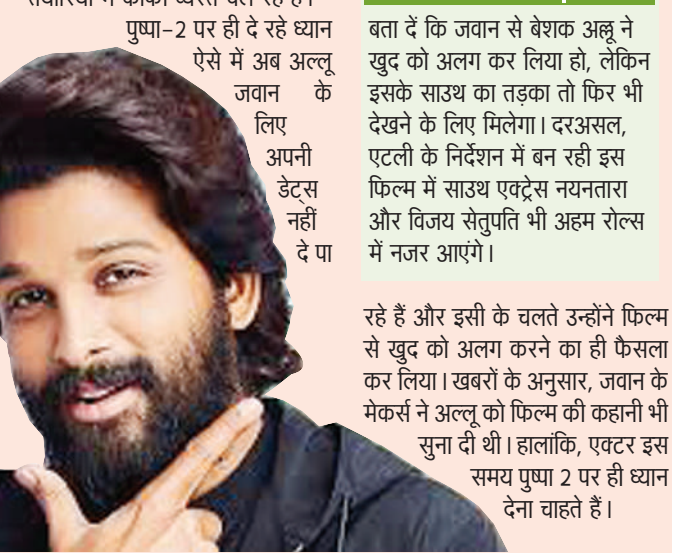 पुष्पा-2 पर ही दे रहे ध्यान
ऐसे में अब अल्लू
जवान के
लिए
अपनी
डेट्स
नहीं
दे पा
रहे हैं और इसी के चलते उन्होंने फिल्म
से खुद को अलग करने का ही फैसला
कर लिया। खबरों के अनुसार, जवान के
मेकर्स ने अल्लू को फिल्म की कहानी भी
सुना दी थी। हालांकि, एक्टर इस
समय पुष्पा 2 पर ही ध्यान
देना चाहते हैं।
बता दें कि जवान से बेशक अल्लू ने
खुद को अलग कर लिया हो, लेकिन
इसके साउथ का तड़का तो फिर भी
देखने के लिए मिलेगा। दरअसल,
एटली के निर्देशन में बन रही इस
फिल्म में साउथ एक्ट्रेस नयनतारा
और विजय सेतुपति भी अहम रोल्स
में नजर आएंगे।